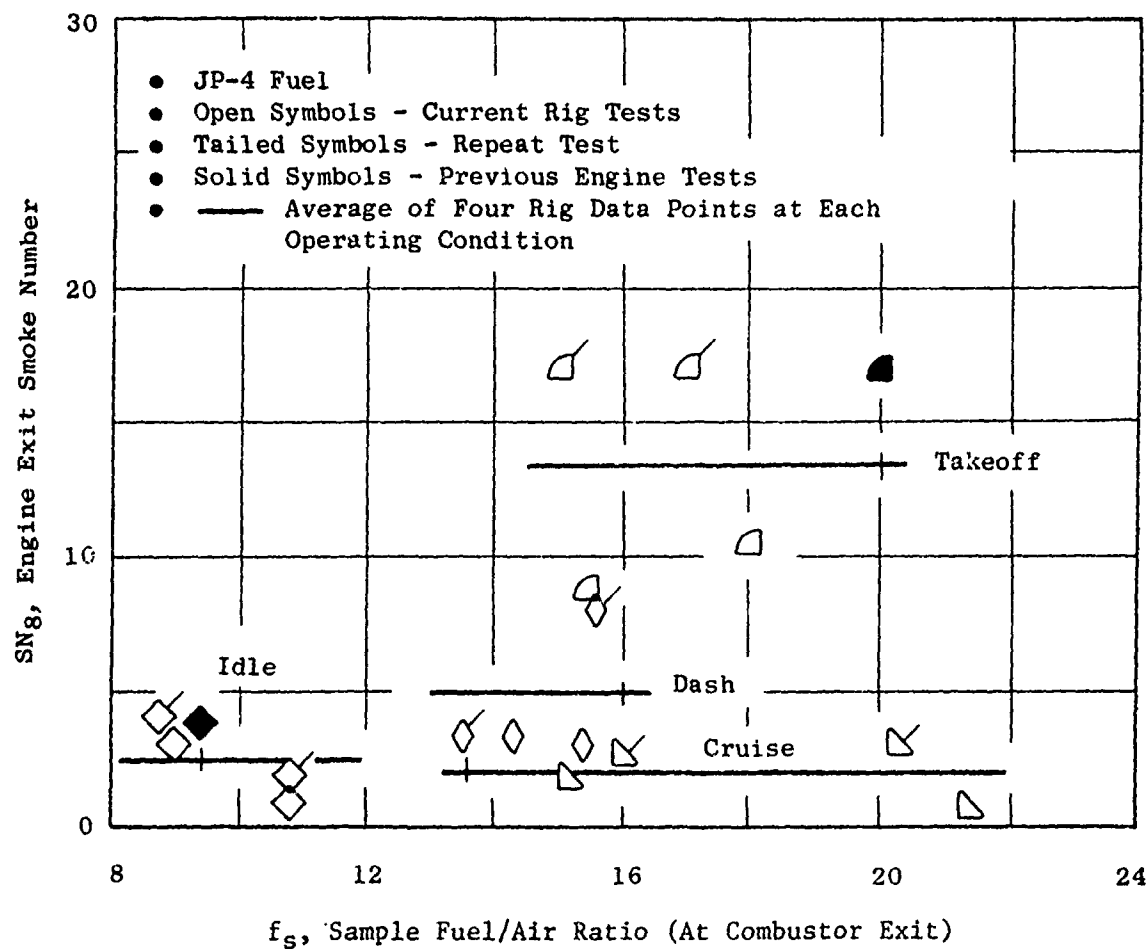 30
• JP-4 Fuel
• Open Symbols - Current Rig Tests
• Tailed Symbols - Repeat Test
• Solid Symbols - Previous Engine Tests
• Average of Four Rig Data Points at Each
Operating Condition
SN8, Engine Exit Smoke Number
20
Takeoff
10
Idle
Dash
Cruise
0
8 12 16 20 24
fs, Sample Fuel/Air Ratio (At Combustor Exit)